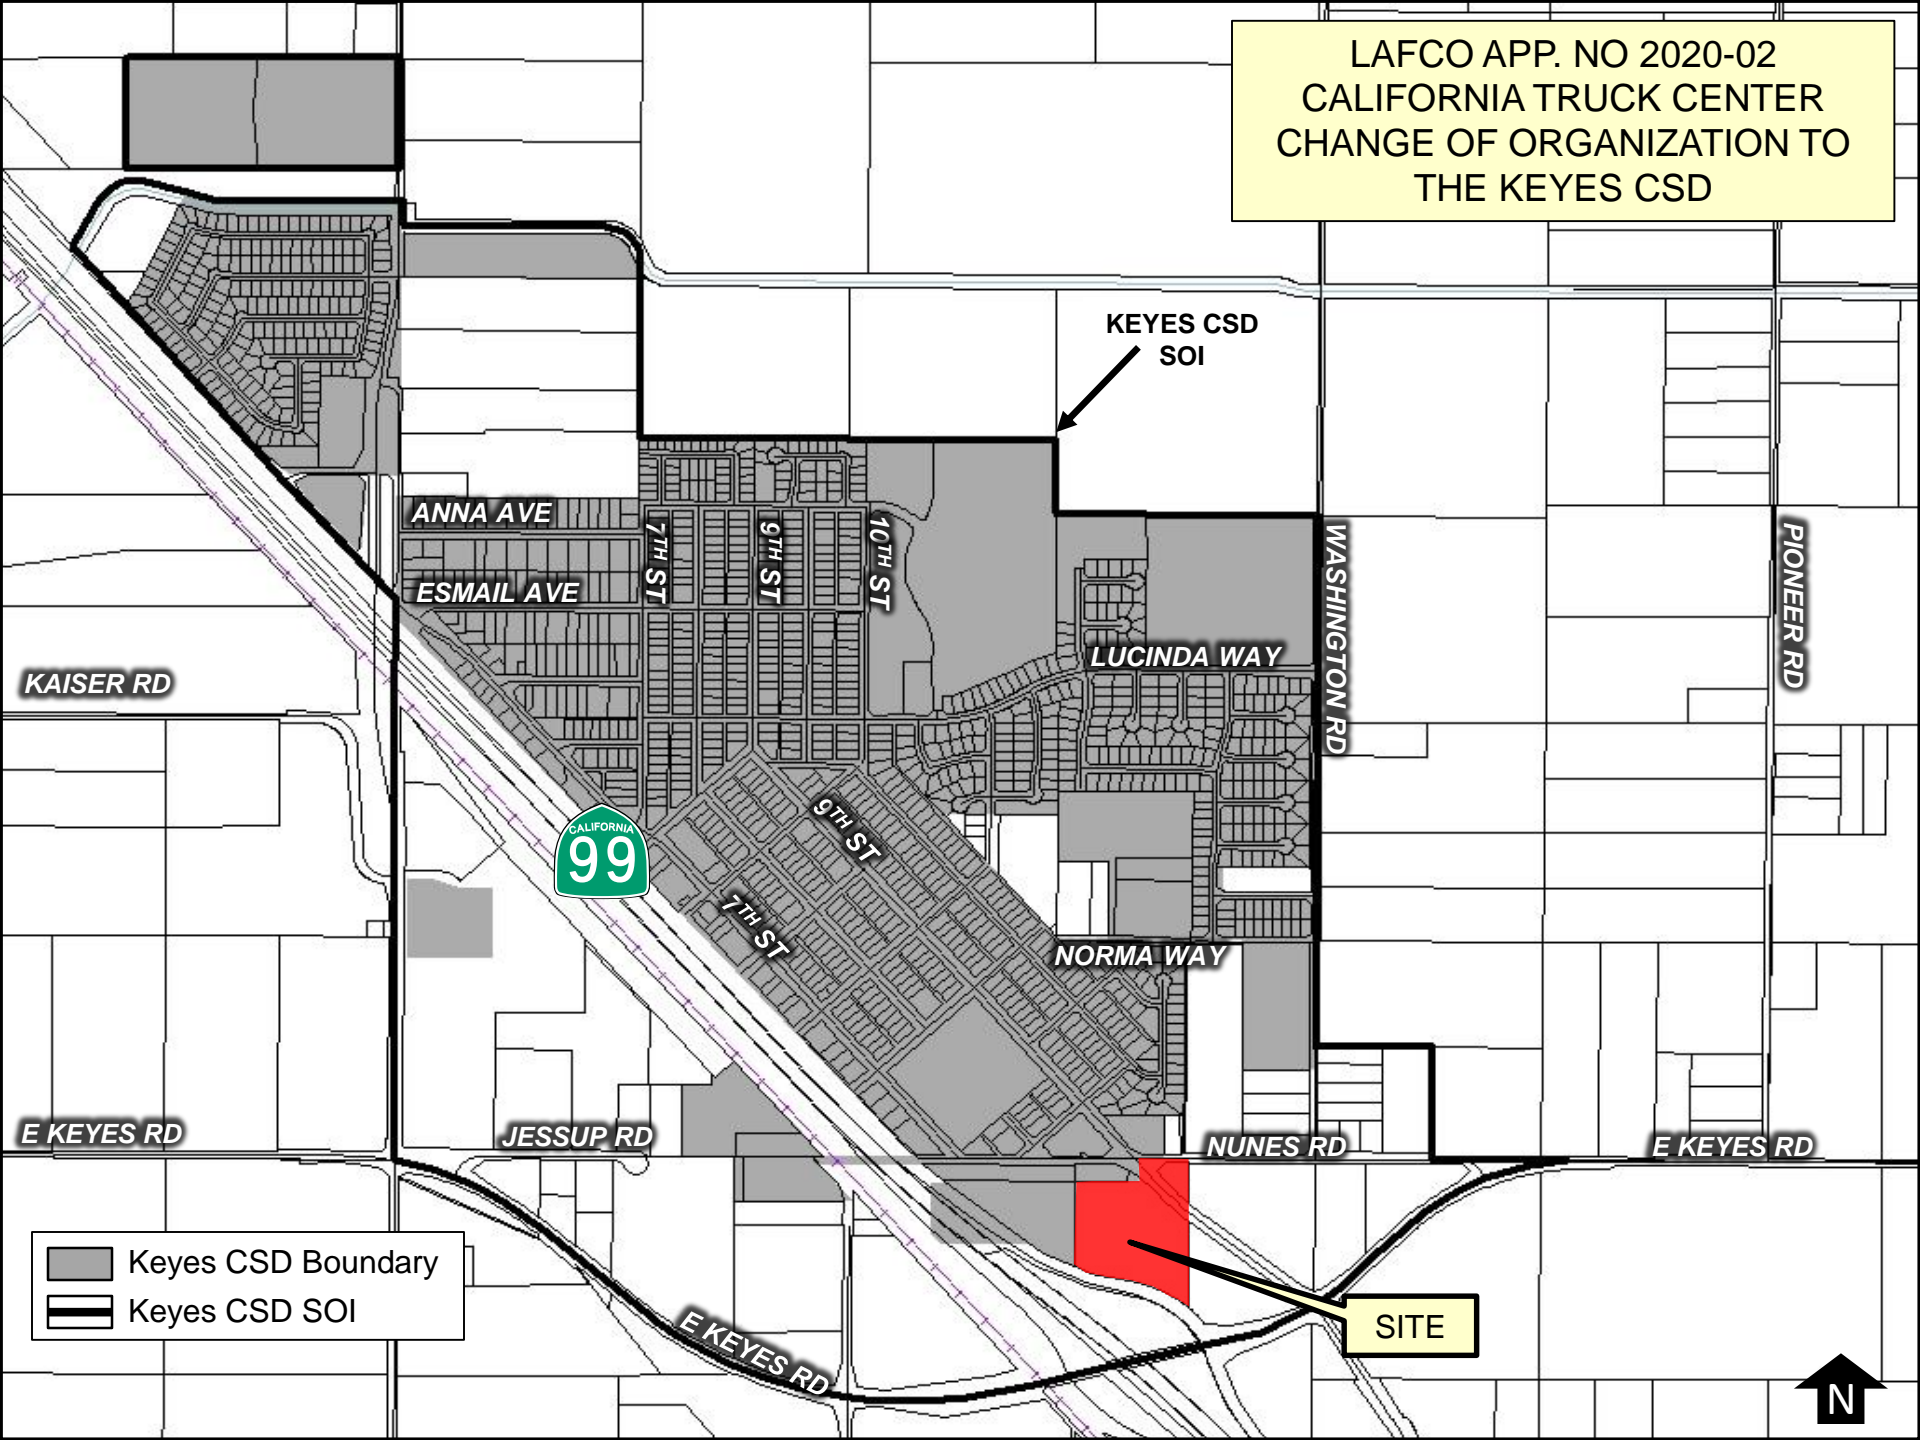 LAFCO APP. NO 2020-02
CALIFORNIA TRUCK CENTER
CHANGE OF ORGANIZATION TO
THE KEYES CSD
KEYES CSD
SOI
ANNA AVE
7TH ST
9TH ST
10TH ST
WASHINGTON RD
PIONEER RD
ESMAIL AVE
LUCINDA WAY
KAISER RD
CALIFORNIA
99
9TH ST
7TH ST
NORMA WAY
E KEYES RD
JESSUP RD
NUNES RD
E KEYES RD
Keyes CSD Boundary
Keyes CSD SOI
E KEYES RD
SITE
N